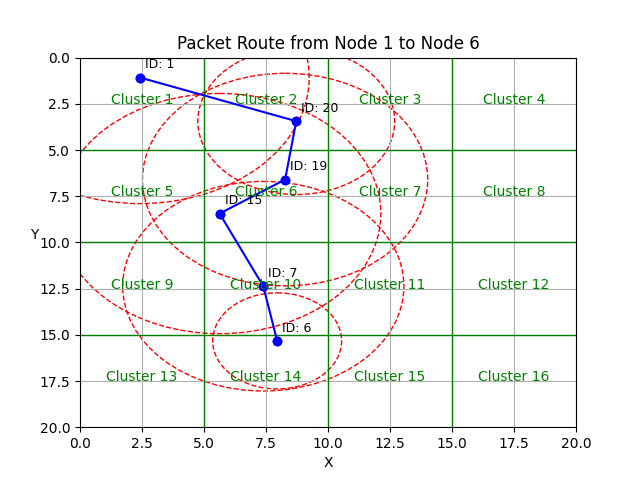 Packet Route from Node 1 to Node 6
0.0
ID: 1
Cluster 1
Cluster 2
Cluster 3
Cluster 4
2.5
ID: 20
5.0
ID: 19
Cluster 5
Cluster 6
Cluster 7
Cluster 8
7.5
ID: 15
Y
10.0
ID: 7
Cluster 9
Cluster 10
Cluster 11
Cluster 12
12.5
15.0
ID: 6
Cluster 13
Cluster 14
Cluster 15
Cluster 16
17.5
20.0
0.0 2.5 5.0 7.5 10.0 12.5 15.0 17.5 20.0
X